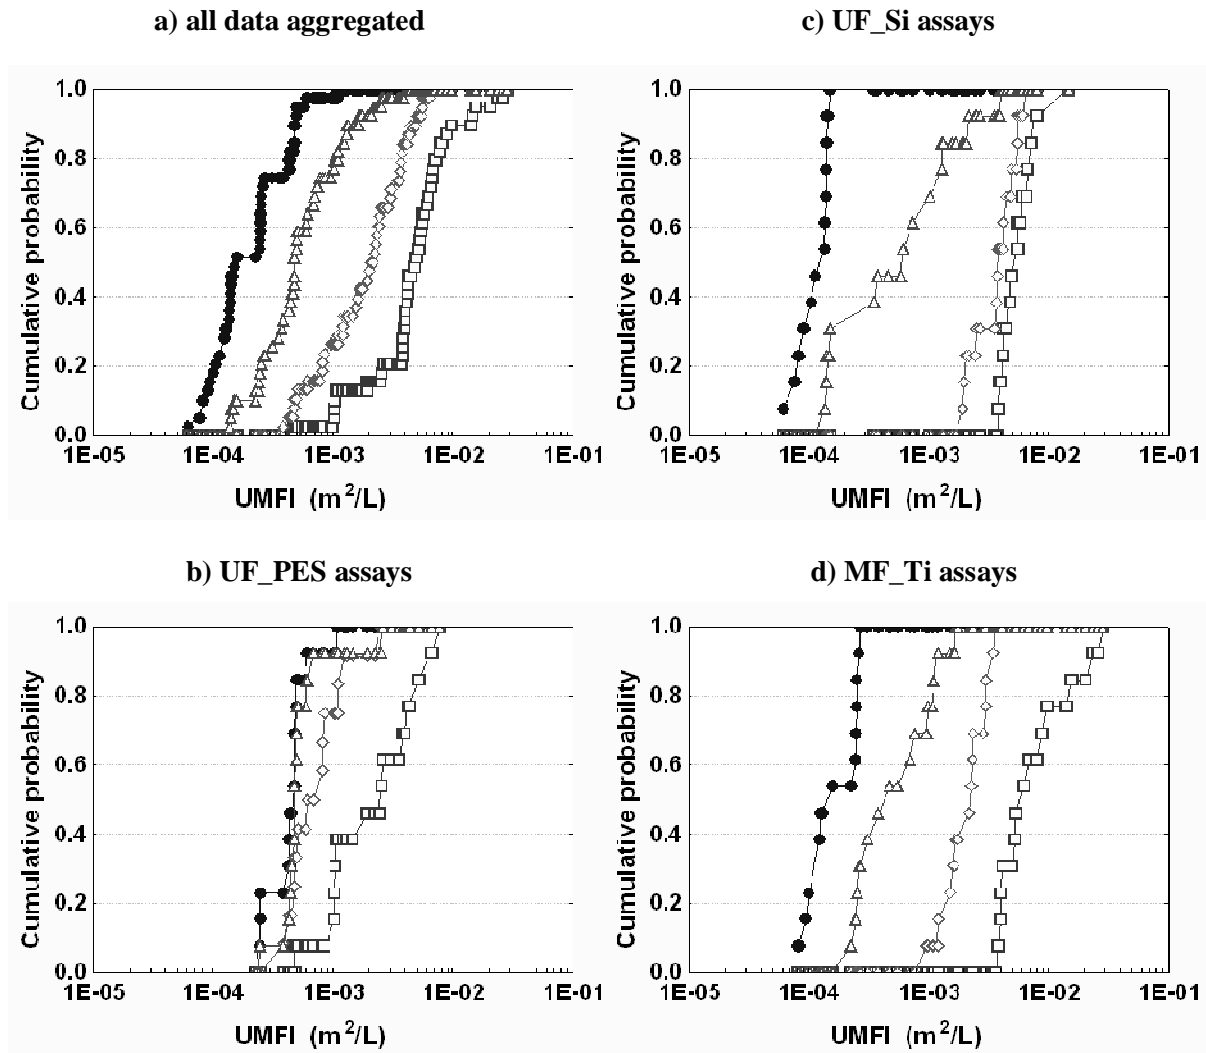 a) all data aggregated
Cumulative probability
1.0
0.8
0.6
0.4
0.2
0.0
1E-05 1E-04 1E-03 1E-02 1E-01
UMFI (m²/L)
c) UF_Si assays
Cumulative probability
1.0
0.8
0.6
0.4
0.2
0.0
1E-05 1E-04 1E-03 1E-02 1E-01
UMFI (m²/L)
b) UF_PES assays
Cumulative probability
1.0
0.8
0.6
0.4
0.2
0.0
1E-05 1E-04 1E-03 1E-02 1E-01
UMFI (m²/L)
d) MF_Ti assays
Cumulative probability
1.0
0.8
0.6
0.4
0.2
0.0
1E-05 1E-04 1E-03 1E-02 1E-01
UMFI (m²/L)